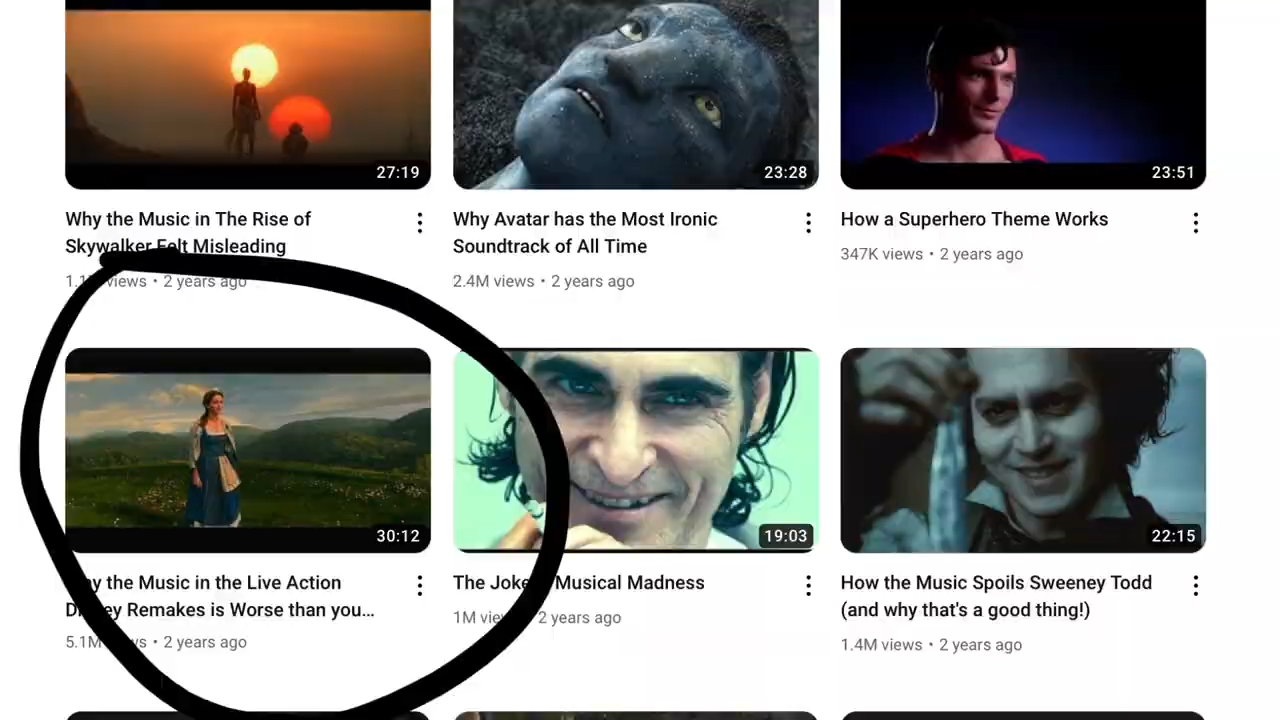 27:19
23:28
23:51
Why the Music in The Rise of
Skywalker Felt Misleading
views • 2 years ago
Why Avatar has the Most Ironic
Soundtrack of All Time
2.4M views • 2 years ago
How a Superhero Theme Works
347K views • 2 years ago
30:12
19:03
22:15
the Music in the Live Action
Remakes is Worse than you...
5.1M • 2 years ago
The Musical Madness
1M • 2 years ago
How the Music Spoils Sweeney Todd
(and why that's a good thing!)
1.4M views • 2 years ago